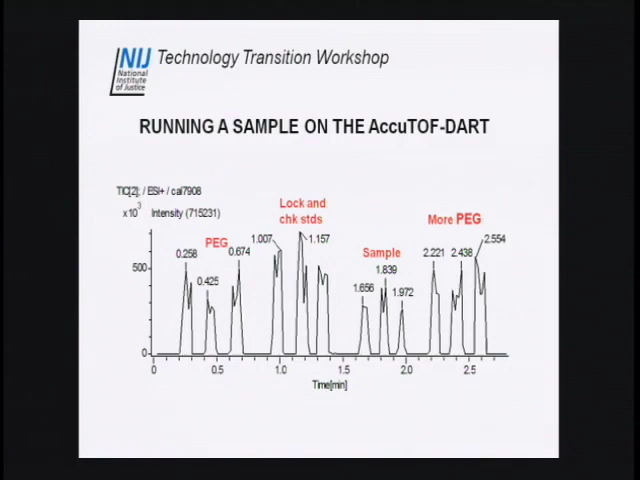 NIJ
National
Institute
of Justice
Technology Transition Workshop
RUNNING A SAMPLE ON THE AccuTOF-DART
TIC[2]; / ESI+ / cal7908
x10³ Intensity (715231)
Lock and
chk stds
PEG
Sample
More PEG
0.258
0.425
0.674
1.007
1.157
1.656
1.839
1.972
2.221
2.438
2.554
500
0
0
0.5
1.0
1.5
2.0
2.5
Time[min]